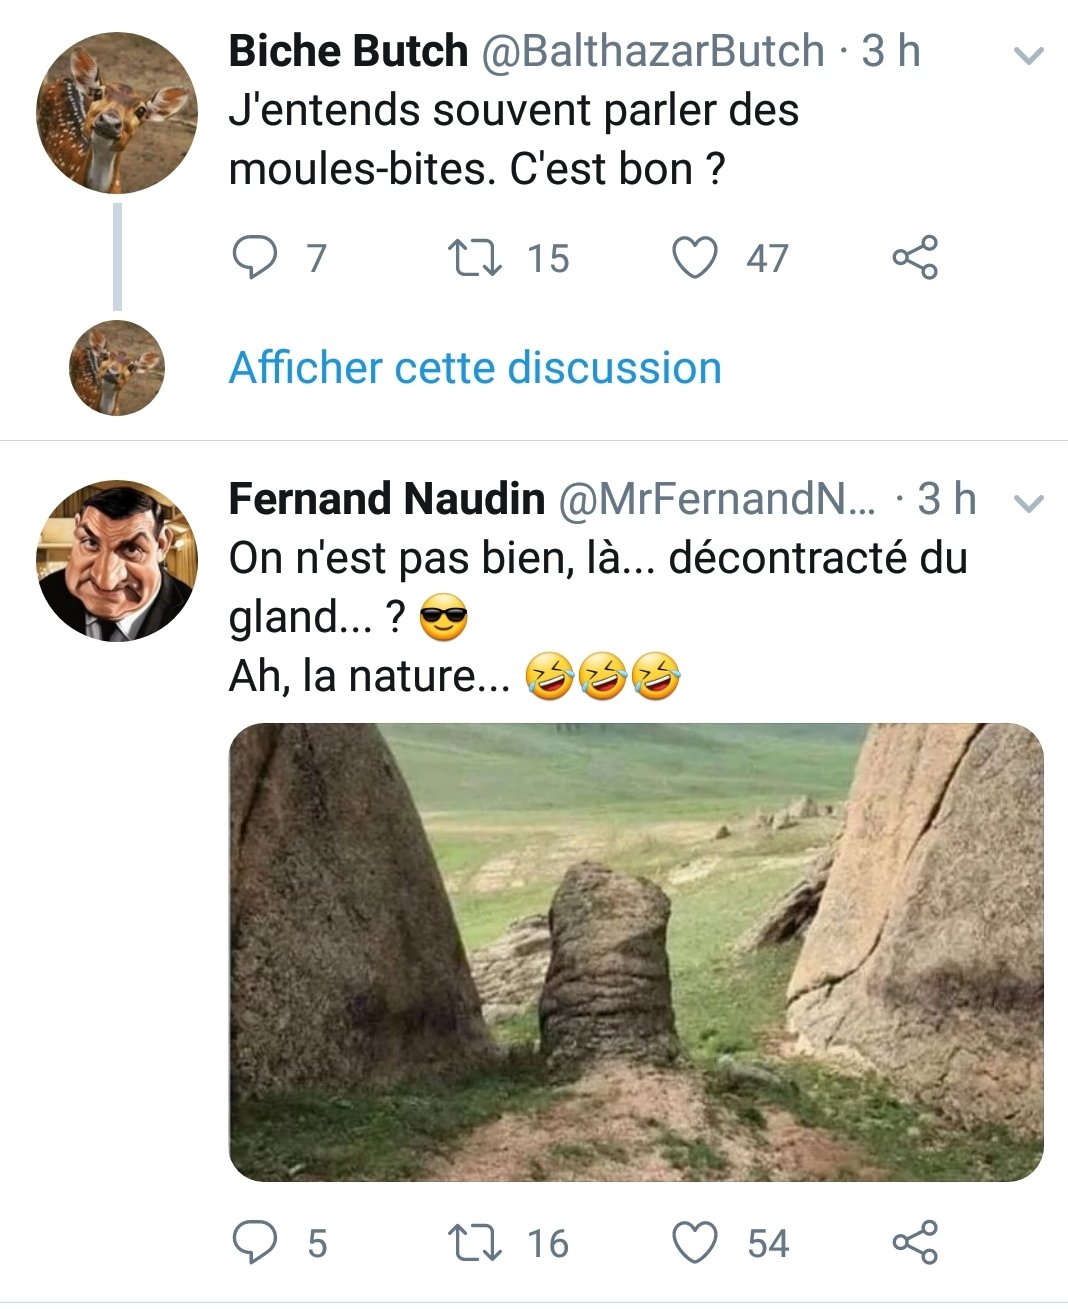 Biche Butch @BalthazarButch · 3 h
J'entends souvent parler des
moules-bites. C'est bon ?
7 15 47
Afficher cette discussion
Fernand Naudin @MrFernandN... · 3 h
On n'est pas bien, là... décontracté du
gland... ? 😎
Ah, la nature... 🤣🤣🤣
5 16 54